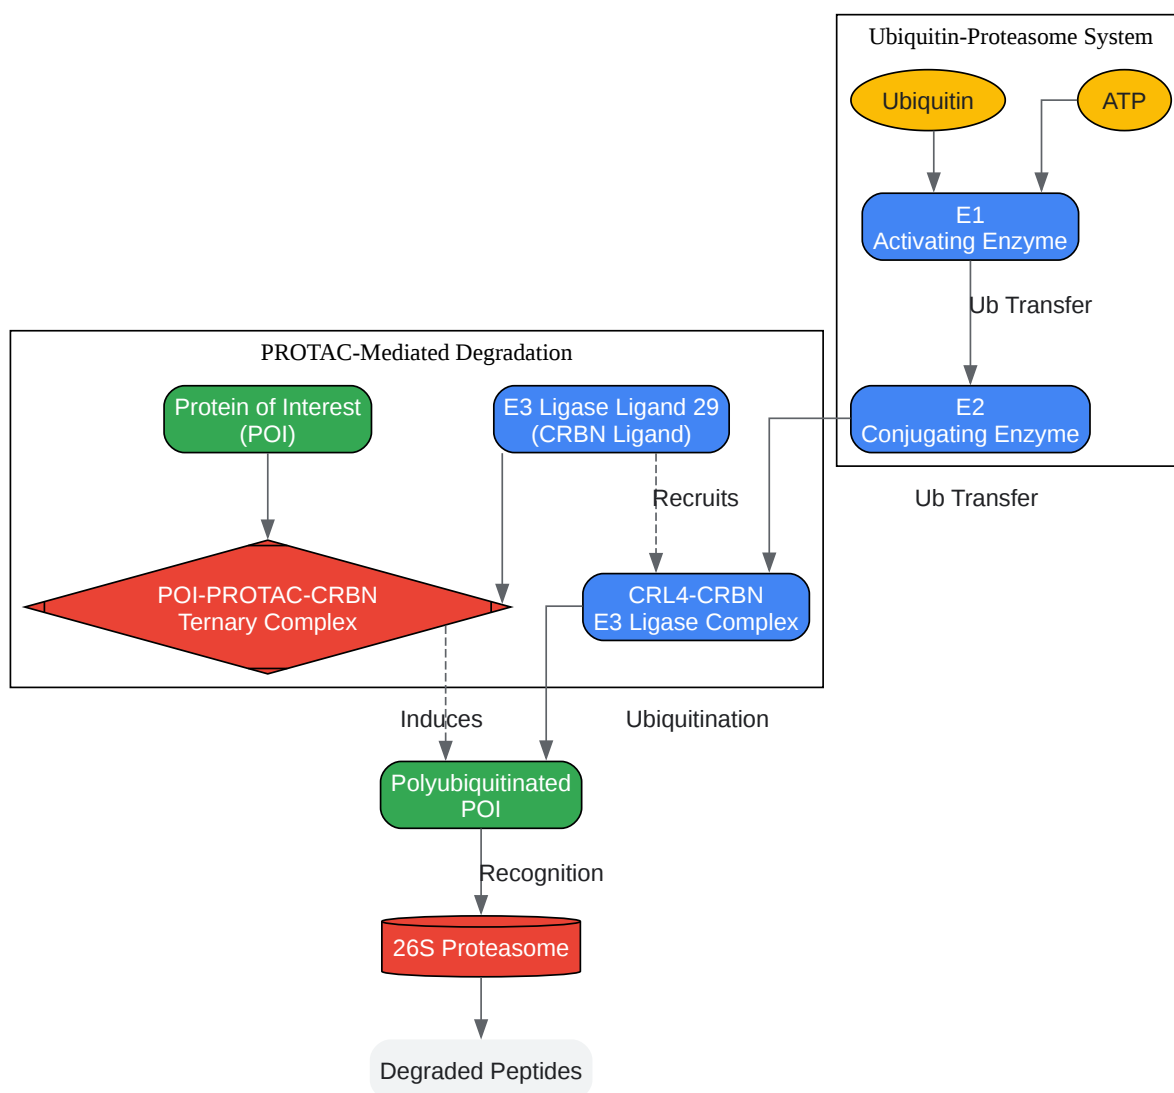 Ubiquitin-Proteasome System
Ubiquitin
ATP
E1
Activating Enzyme
Ub Transfer
PROTAC-Mediated Degradation
Protein of Interest
(POI)
E3 Ligase Ligand 29
(CRBN Ligand)
E2
Conjugating Enzyme
Recruits
Ub Transfer
POI-PROTAC-CRBN
Ternary Complex
CRL4-CRBN
E3 Ligase Complex
Induces
Ubiquitination
Polyubiquitinated
POI
Recognition
26S Proteasome
Degraded Peptides